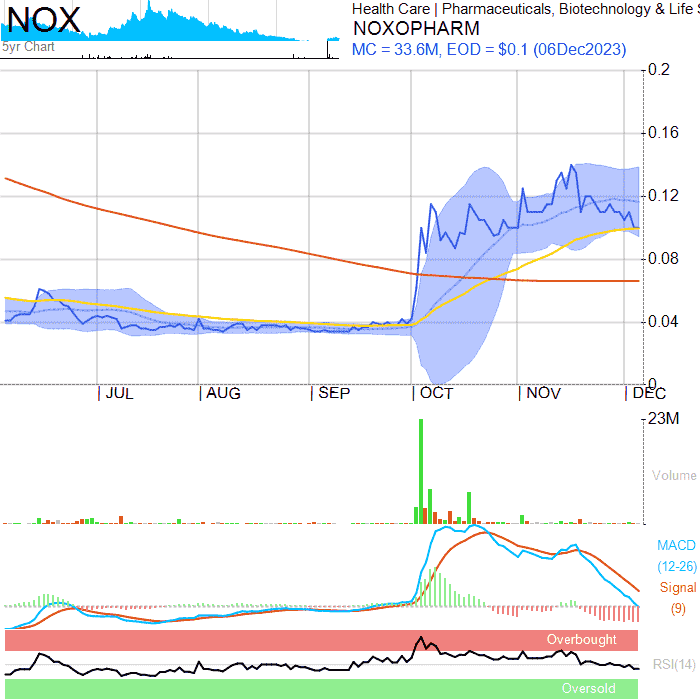 NOX
5yr Chart
Health Care | Pharmaceuticals, Biotechnology & Life S
NOXOPHARM
MC = 33.6M, EOD = $0.1 (06Dec2023)
0.2
0.16
0.12
0.08
0.04
0
JUL AUG SEP OCT NOV DEC
23M
Volume
MACD
(12-26)
Signal
(9)
Overbought
RSI(14)
Oversold